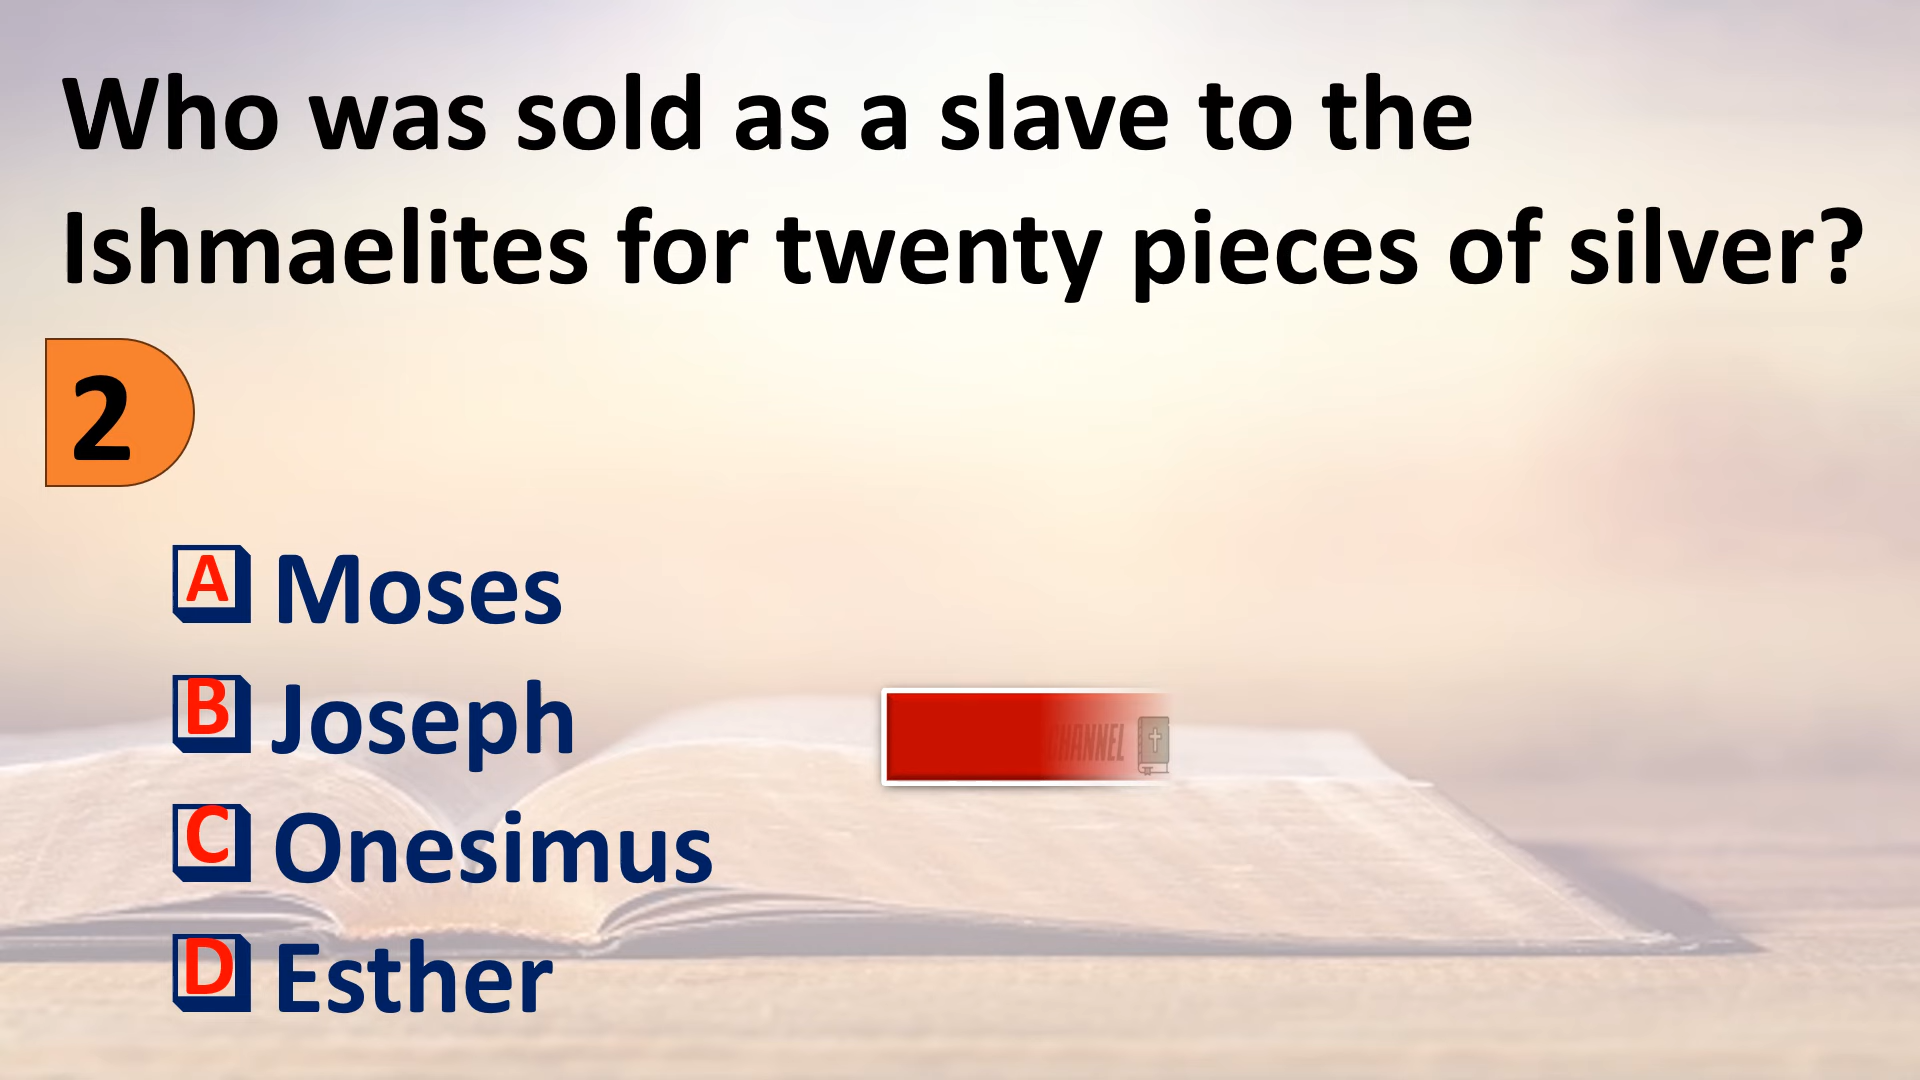 Who was sold as a slave to the
Ishmaelites for twenty pieces of silver?
2
A Moses
B Joseph
CHANNEL
C Onesimus
D Esther